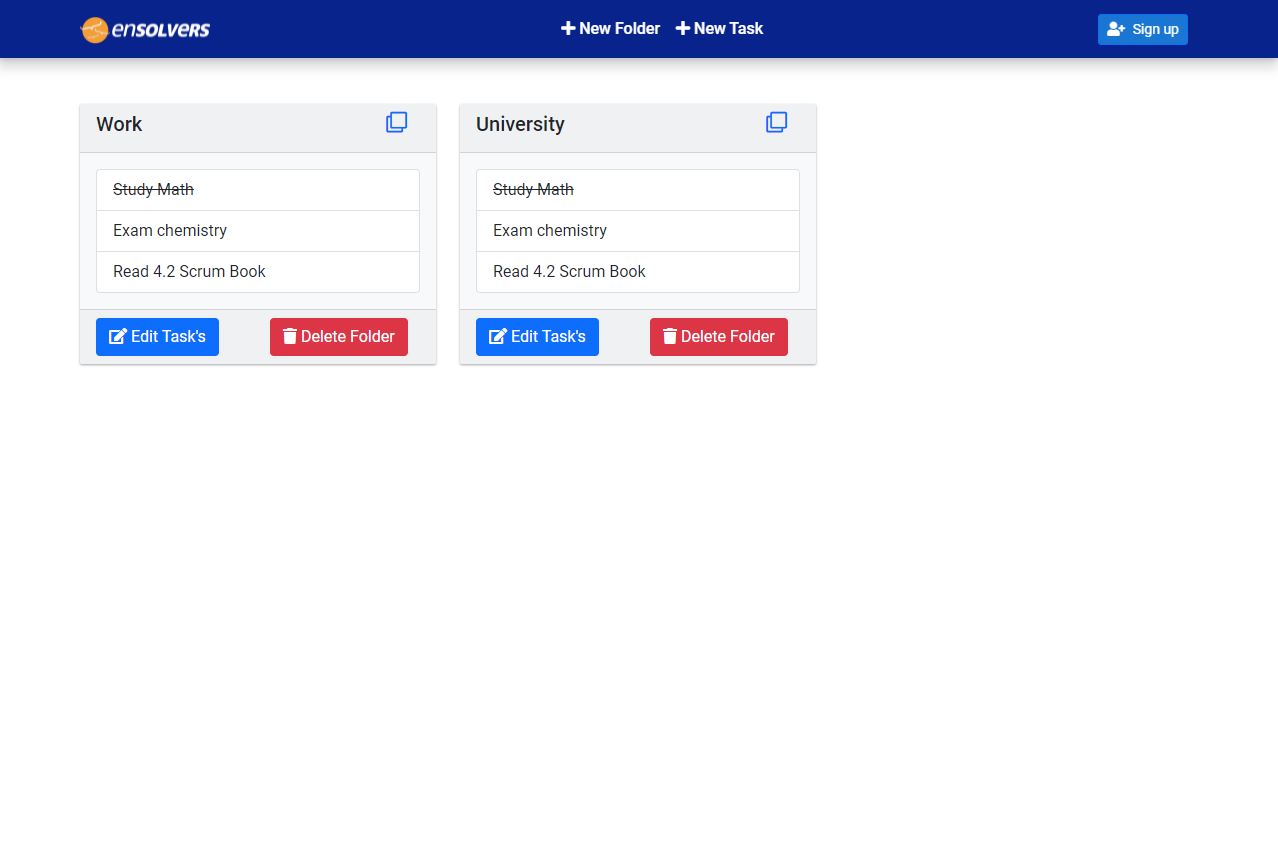 enSOLVERS
New Folder
New Task
Sign up
Work
Study Math
Exam chemistry
Read 4.2 Scrum Book
Edit Task's
Delete Folder
University
Study Math
Exam chemistry
Read 4.2 Scrum Book
Edit Task's
Delete Folder